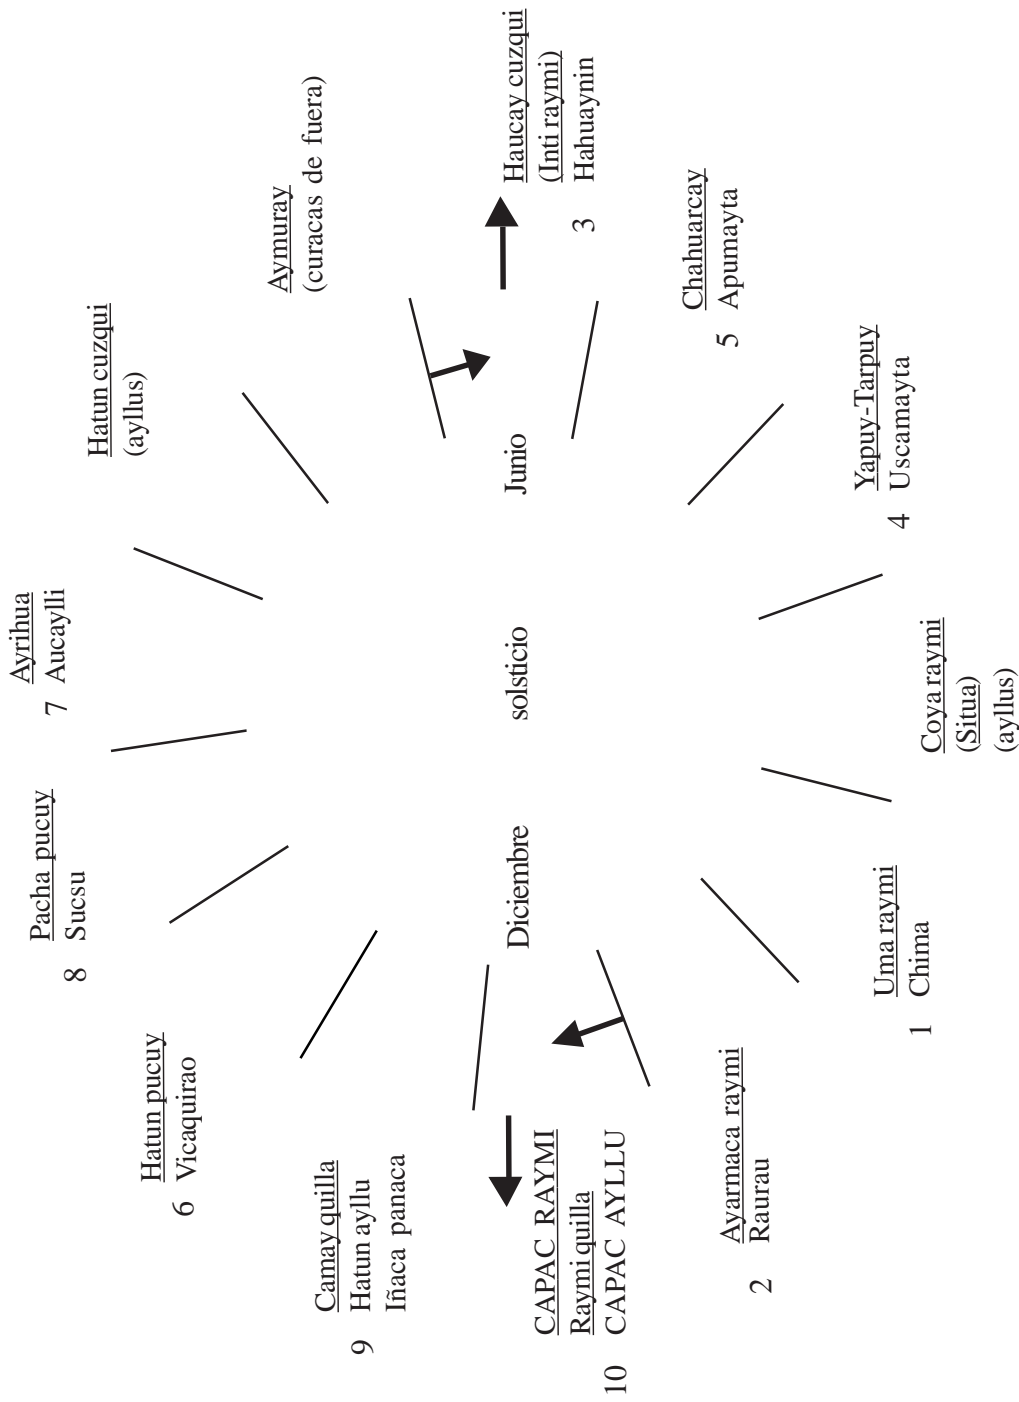 Ayrihua
7 Aucaylli
Pacha pucuy
8 Sucsu
Hatun cuzqui
(ayllus)
Hatun pucuy
6 Vicaquirao
Aymuray
(curacas de fuera)
Camay quilla
9 Hatun ayllu
Iñaca panaca
Diciembre
solsticio
Junio
Haucay cuzqui
(Inti raymi)
3 Hahuaynin
CAPAC RAYMI
Raymi quilla
10 CAPAC AYLLU
Chahuarcay
5 Apumayta
Ayarmaca raymi
2 Raurau
Yapuy-Tarpuy
4 Uscamayta
Uma raymi
1 Chima
Coya raymi
(Situa)
(ayllus)